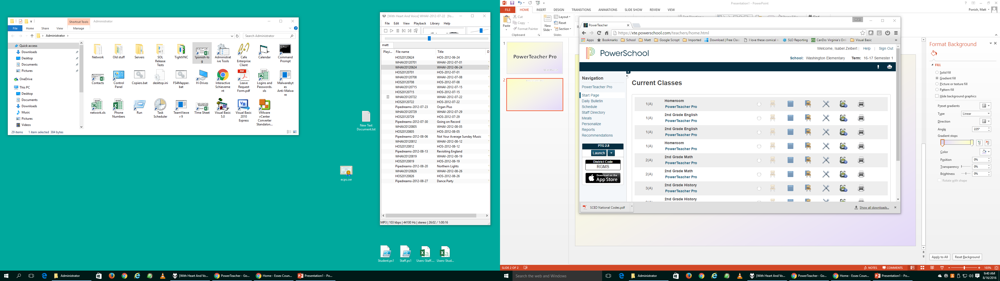 Shortcut Tools
Administrator
File
Home
Share
View
Manage
Administrator
Search Administrator
Quick access
Downloads
Desktop
Documents
Pictures
OneDrive
This PC
Desktop
Documents
Downloads
Music
Pictures
Videos
Network
Old stuff
Servers
SOL Release Tests
TightVNC
1ponish-log
Administrative Tools
Cafe Enterprise Client
Calendar
Command Prompt
Contacts
Control Panel
Copiers.bat
desktop.ini
FS4Mapper.bat
H-Drives
Interactive Achievement
Leave Request Form.pdf
Logins and Passwords.xls
Malwarebytes Anti-Malware
network.xls
Phone Numbers
Run
Task Scheduler
TeamViewer 9
TIme Sheet
Visual Basic 5.0
Visual Basic 2010 Express
VMware vCenter Converter Standalon...
29 items
1 item selected 384 bytes
New Text Document.txt
ecps.cer
Student.ps1
Staff.ps1
Users-Staff....
Users-Stud...
[With Heart And Voice] WHAV-2012-07-22 [fo...
File Edit View Playback Library Help
matt
Playi... File name Title D
HOS20120624 HOS-2012-06-24
WHAV20120701 WHAV-2012-07-01
WHAV20120624 WHAV-2012-06-24
HOS20120701 HOS-2012-07-01
WHAV20120708 WHAV-2012-07-08
HOS20120708 HOS-2012-07-08
WHAV20120715 WHAV-2012-07-15
HOS20120715 HOS-2012-07-15
WHAV20120722 WHAV-2012-07-22
HOS20120722 HOS-2012-07-22
Pipedreams-2012-07-23 Organ Plus
WHAV20120729 WHAV-2012-07-29
HOS20120729 HOS-2012-07-29
Pipedreams-2012-07-30 Going on Record
WHAV20120805 WHAV-2012-08-05
HOS20120805 HOS-2012-08-05
Pipedreams-2012-08-06 Not Your Average Sunday Music
WHAV20120812 WHAV-2012-08-12
HOS20120812 HOS-2012-08-12
Pipedreams-2012-08-13 Revisiting England
WHAV20120819 WHAV-2012-08-19
HOS20120819 HOS-2012-08-19
Pipedreams-2012-08-20 Northern Lights
WHAV20120826 WHAV-2012-08-26
HOS20120826 HOS-2012-08-26
Pipedreams-2012-08-27 Dance Party
MP3 | 103 kbps | 44100 Hz | stereo | 26:02 / 1:00:16
Presentation1 - PowerPoint
FILE HOME INSERT DESIGN TRANSITIONS ANIMATIONS SLIDE SHOW REVIEW VIEW
Ponish, Matt
Paste
Cut
Copy
Format Painter
Clipboard
New Slide
Layout
Reset
Section
Slides
1
PowerTeacher Pro
2
Matt
PowerTeacher
https://xte.powerschool.com/teachers/home.html
Apps Bookmarks School Matt Google Script Imported Download | Free Class I love these comical n SLO Reporting CanDo: Virginia's Onli Visual Basic
PowerSchool
Welcome, Isabel Zeibert | Help | Sign Out
School: Washington Elementary Term: 16-17 Semester 1
Navigation
PowerTeacher Pro
Start Page
Daily Bulletin
Schedule
Staff Directory
Meals
Personalize
Reports
Recommendations
PTG 2.8
Launch
District Code
RGMS
Download on the
App Store
Current Classes
1(A) Homeroom
PowerTeacher Pro
1(A) 2nd Grade English
PowerTeacher Pro
1(A) 2nd Grade English
PowerTeacher Pro
1(A) Homeroom
PowerTeacher Pro
2(A) 2nd Grade Math
PowerTeacher Pro
2(A) 2nd Grade Math
PowerTeacher Pro
3(A) 2nd Grade History
PowerTeacher Pro
2nd Grade History
SCED National Codes.pdf
Show all downloads...
Format Background
FILL
Solid fill
Gradient fill
Picture or texture fill
Pattern fill
Hide background graphics
Preset gradients
Type Linear
Direction
Angle 225°
Gradient stops
Color
Position 0%
Transparency 0%
Brightness 0%
Rotate with shape
Apply to All
Reset Background
SLIDE 2 OF 2
NOTES
COMMENTS
103%
Administrator
[With Heart And Vo...
PowerTeacher - Go...
Home - Essex Coun...
Presentation1 - Po...
Search the web and Windows
Administrator
[With Heart And Vo...
PowerTeacher - Go...
Home - Essex Coun...
Presentation1 - Po...
9:40 AM
8/16/2016